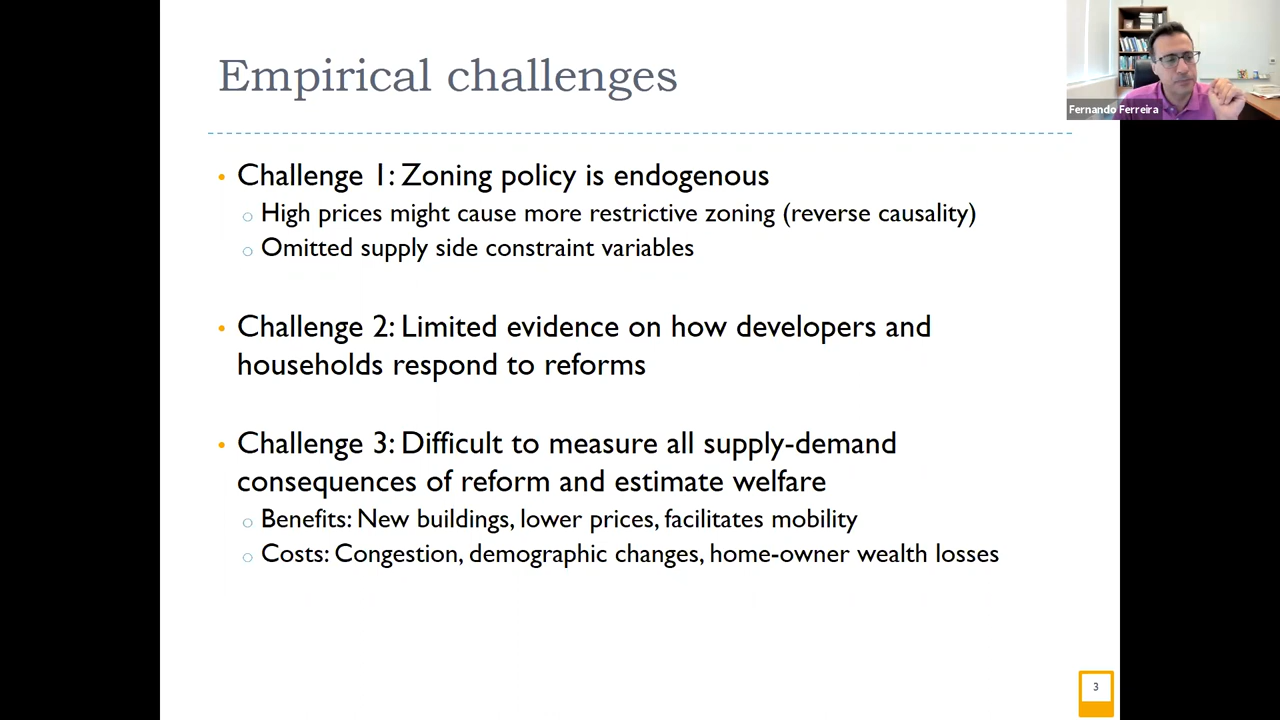 Empirical challenges
Fernando Ferreira
• Challenge 1: Zoning policy is endogenous
o High prices might cause more restrictive zoning (reverse causality)
o Omitted supply side constraint variables
• Challenge 2: Limited evidence on how developers and
households respond to reforms
• Challenge 3: Difficult to measure all supply-demand
consequences of reform and estimate welfare
o Benefits: New buildings, lower prices, facilitates mobility
o Costs: Congestion, demographic changes, home-owner wealth losses
3